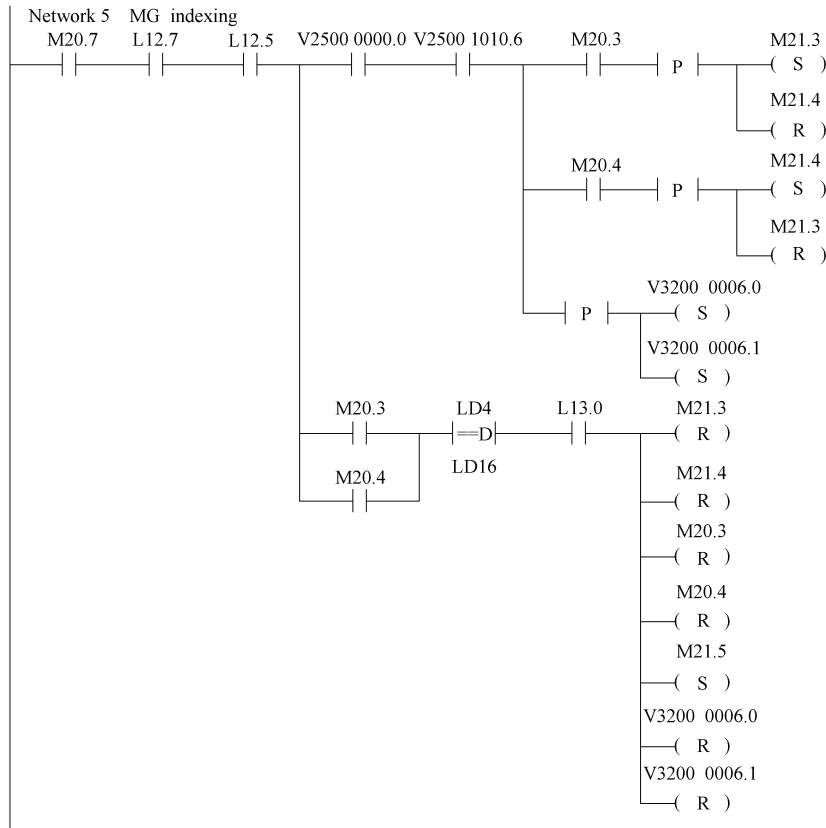 Network 5 MG indexing
M20.7 L12.7 L12.5 V2500 0000.0 V2500 1010.6 M20.3 M21.3
P ( S )
M21.4
( R )
M20.4 M21.4
P ( S )
M21.3
( R )
V3200 0006.0
P ( S )
V3200 0006.1
( S )
M20.3 LD4 L13.0 M21.3
==D ( R )
LD16
M20.4 M21.4
( R )
M20.3
( R )
M20.4
( R )
M21.5
( S )
V3200 0006.0
( R )
V3200 0006.1
( R )